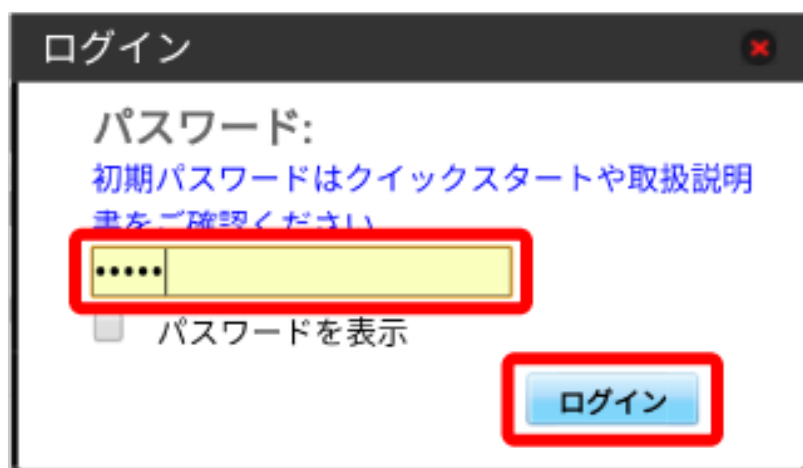 ログイン
パスワード:
初期パスワードはクイックスタートや取扱説明
書をご確認ください
•••••
パスワードを表示
ログイン